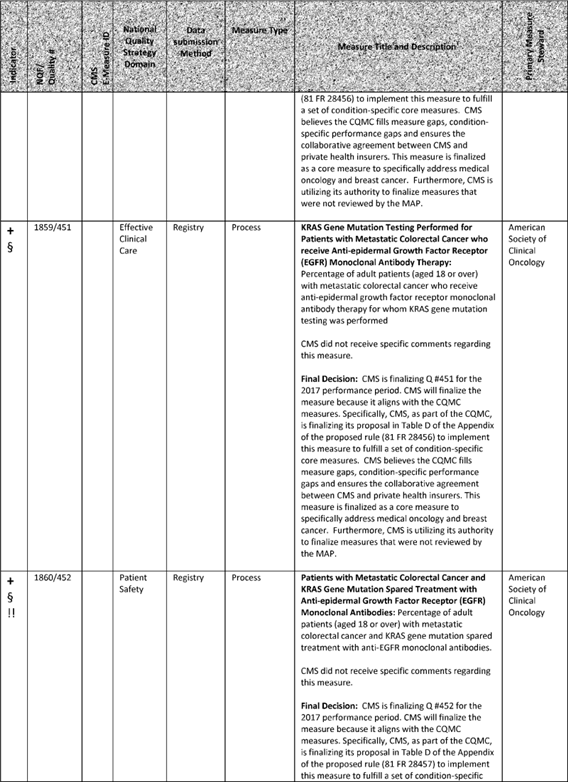 Indicator
NQF/
Quality #
CMS
E-Measure ID
National
Quality
Strategy
Domain
Data
submission
Method
Measure Type
Measure Title and Description
Primary Measure
Steward
(81 FR 28456) to implement this measure to fulfill
a set of condition-specific core measures.  CMS
believes the CQMC fills measure gaps, condition-
specific performance gaps and ensures the
collaborative agreement between CMS and
private health insurers. This measure is finalized
as a core measure to specifically address medical
oncology and breast cancer.  Furthermore, CMS is
utilizing its authority to finalize measures that
were not reviewed by the MAP.
+
§
1859/451
Effective
Clinical
Care
Registry
Process
KRAS Gene Mutation Testing Performed for
Patients with Metastatic Colorectal Cancer who
receive Anti-epidermal Growth Factor Receptor
(EGFR) Monoclonal Antibody Therapy:
Percentage of adult patients (aged 18 or over)
with metastatic colorectal cancer who receive
anti-epidermal growth factor receptor monoclonal
antibody therapy for whom KRAS gene mutation
testing was performed
CMS did not receive specific comments regarding
this measure.
Final Decision:  CMS is finalizing Q #451 for the
2017 performance period. CMS will finalize the
measure because it aligns with the CQMC
measures. Specifically, CMS, as part of the CQMC,
is finalizing its proposal in Table D of the Appendix
of the proposed rule (81 FR 28456) to implement
this measure to fulfill a set of condition-specific
core measures.  CMS believes the CQMC fills
measure gaps, condition-specific performance
gaps and ensures the collaborative agreement
between CMS and private health insurers. This
measure is finalized as a core measure to
specifically address medical oncology and breast
cancer.  Furthermore, CMS is utilizing its authority
to finalize measures that were not reviewed by
the MAP.
American
Society of
Clinical
Oncology
+
§
!!
1860/452
Patient
Safety
Registry
Process
Patients with Metastatic Colorectal Cancer and
KRAS Gene Mutation Spared Treatment with
Anti-epidermal Growth Factor Receptor (EGFR)
Monoclonal Antibodies: Percentage of adult
patients (aged 18 or over) with metastatic
colorectal cancer and KRAS gene mutation spared
treatment with anti-EGFR monoclonal antibodies.
CMS did not receive specific comments regarding
this measure.
Final Decision:  CMS is finalizing Q #452 for the
2017 performance period. CMS will finalize the
measure because it aligns with the CQMC
measures. Specifically, CMS, as part of the CQMC,
is finalizing its proposal in Table D of the Appendix
of the proposed rule (81 FR 28457) to implement
this measure to fulfill a set of condition-specific
American
Society of
Clinical
Oncology